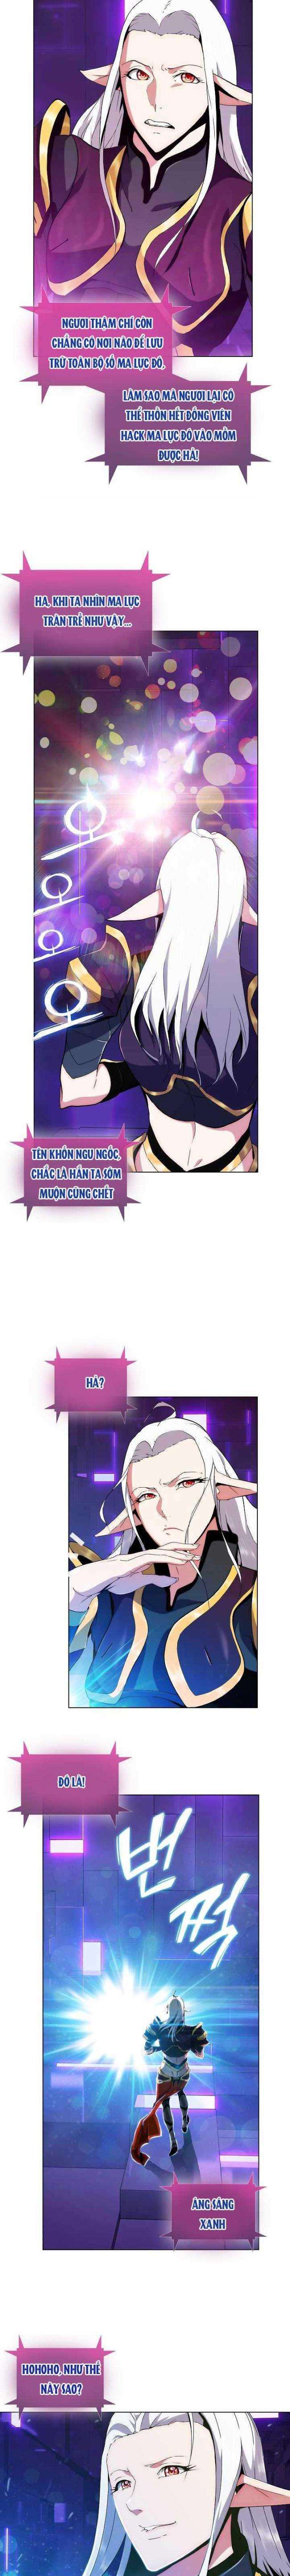 NGƯƠI THẬM CHÍ CÒN
CHẲNG CÓ NƠI NÀO ĐỂ LƯU
TRỮ TOÀN BỘ SỐ MA LỰC ĐÓ,
LÀM SAO MÀ NGƯƠI LẠI CÓ
THỂ THỒN HẾT ĐỐNG VIÊN
HACK MA LỰC ĐÓ VÀO MỒM
ĐƯỢC HẢ!
HA, KHI TA NHÌN MA LỰC
TRÀN TRỀ NHƯ VẬY...
오
오
오
오
TÊN KHỐN NGU NGỐC,
CHẮC LÀ HẮN TA SỚM
MUỘN CŨNG CHẾT
HẢ?
ĐÓ LÀ!
번쩍
ÁNH SÁNG
XANH
HOHOHO, NHƯ THẾ
NÀY SAO?